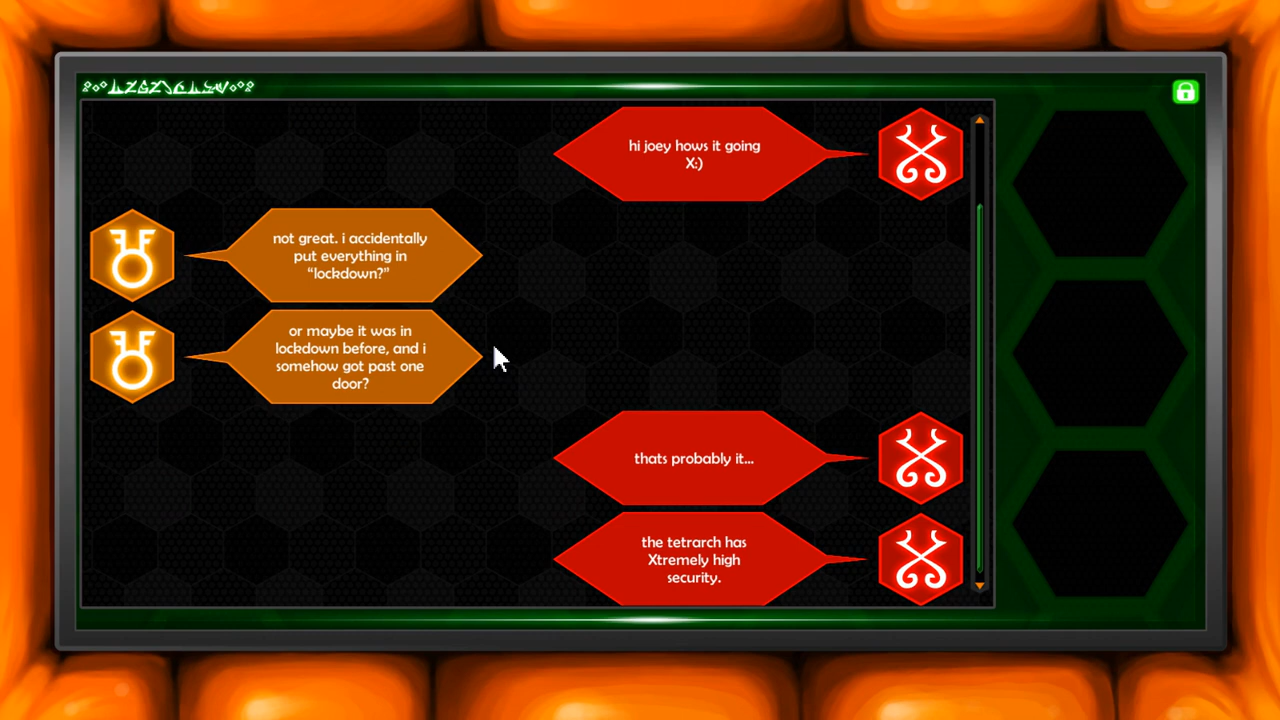 hi joey hows it going
X:)
not great. i accidentally
put everything in
“lockdown?”
or maybe it was in
lockdown before, and i
somehow got past one
door?
thats probably it...
the tetrarch has
Xtremely high
security.